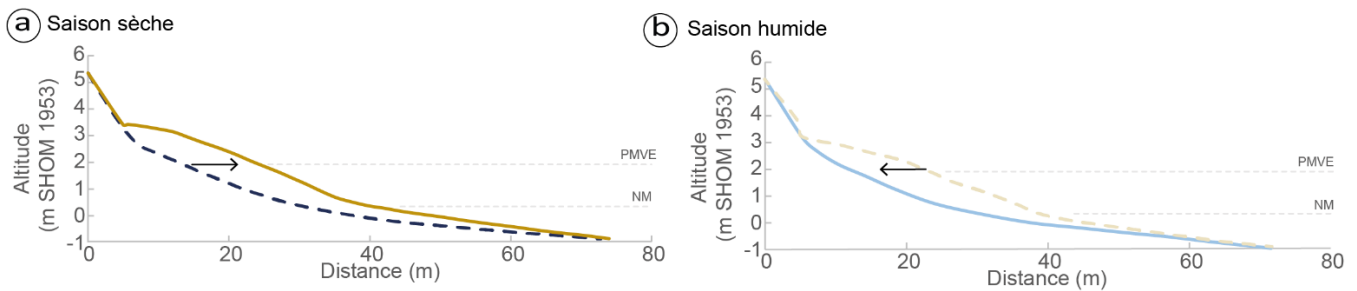 a Saison sèche
6
5
4
3
2
1
0
-1
Altitude
(m SHOM 1953)
PMVE
NM
0 20 40 60 80
Distance (m)
b Saison humide
6
5
4
3
2
1
0
-1
Altitude
(m SHOM 1953)
PMVE
NM
0 20 40 60 80
Distance (m)